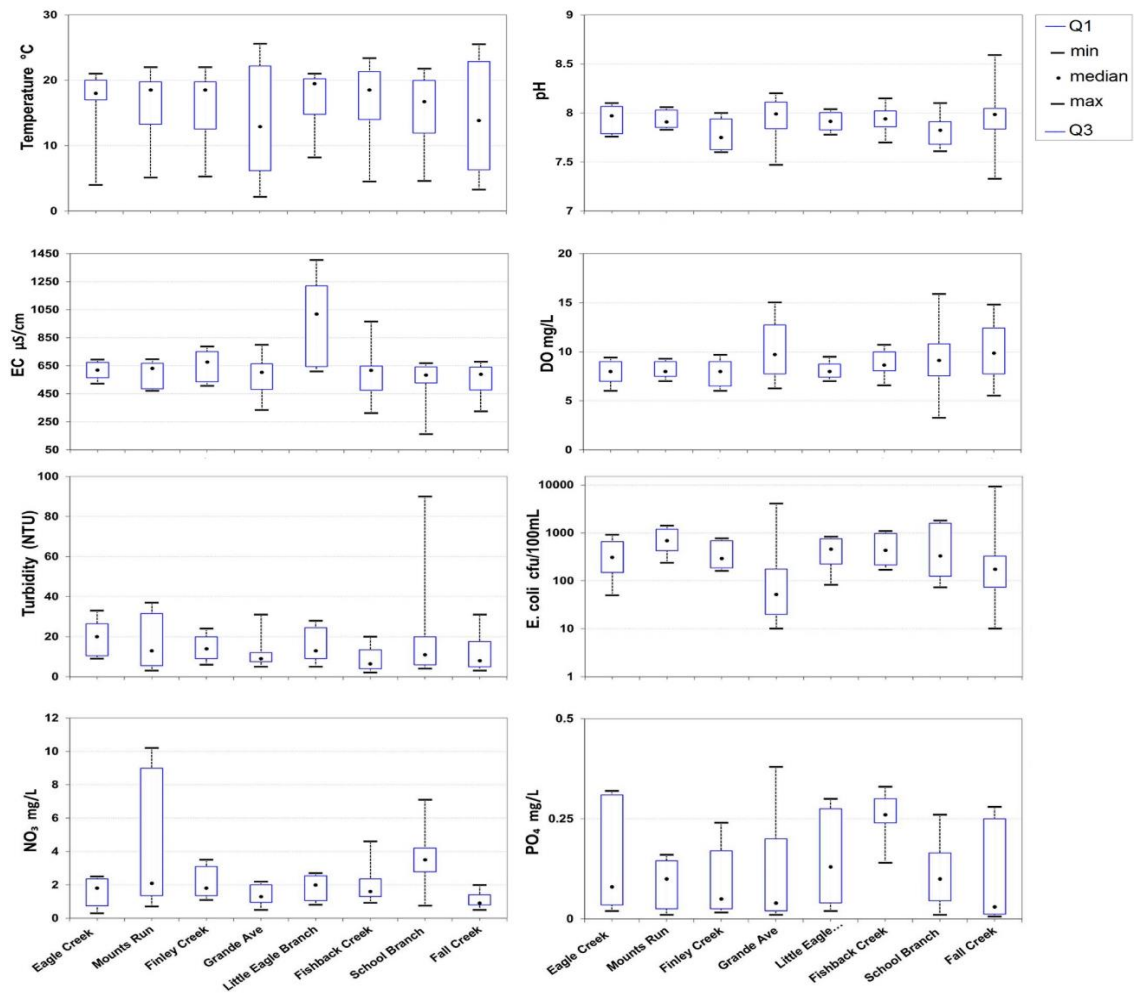 Temperature °C
30
20
10
0
pH
9
8.5
8
7.5
7
Q1
min
median
max
Q3
EC µS/cm
1450
1250
1050
850
650
450
250
50
DO mg/L
20
15
10
5
0
Turbidity (NTU)
100
80
60
40
20
0
E. coli cfu/100mL
10000
1000
100
10
1
NO₃ mg/L
12
10
8
6
4
2
0
PO₄ mg/L
0.5
0.25
0
Eagle Creek
Mounts Run
Finley Creek
Grande Ave
Little Eagle Branch
Fishback Creek
School Branch
Fall Creek
Eagle Creek
Mounts Run
Finley Creek
Grande Ave
Little Eagle...
Fishback Creek
School Branch
Fall Creek